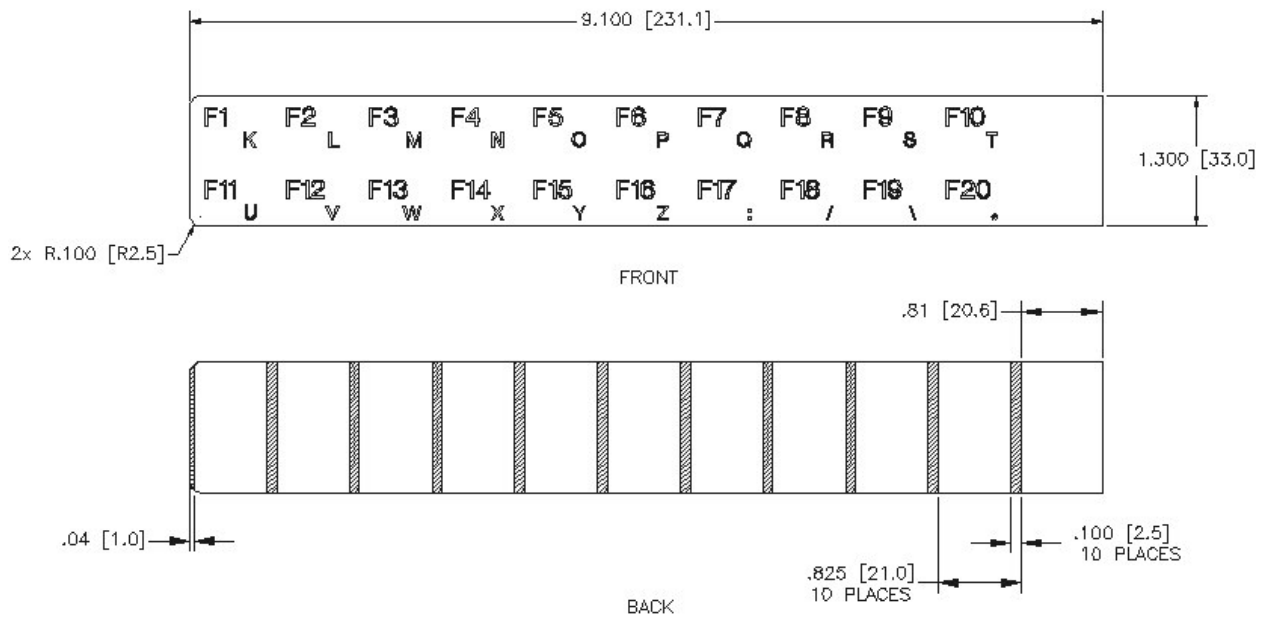 9.100 [231.1]
F1 F2 F3 F4 F5 F6 F7 F8 F9 F10
K L M N O P Q R S T
1.300 [33.0]
F11 F12 F13 F14 F15 F16 F17 F18 F19 F20
U V W X Y Z : / \ *
2x R.100 [R2.5]
FRONT
.81 [20.6]
.04 [1.0]
.100 [2.5]
10 PLACES
.825 [21.0]
10 PLACES
BACK